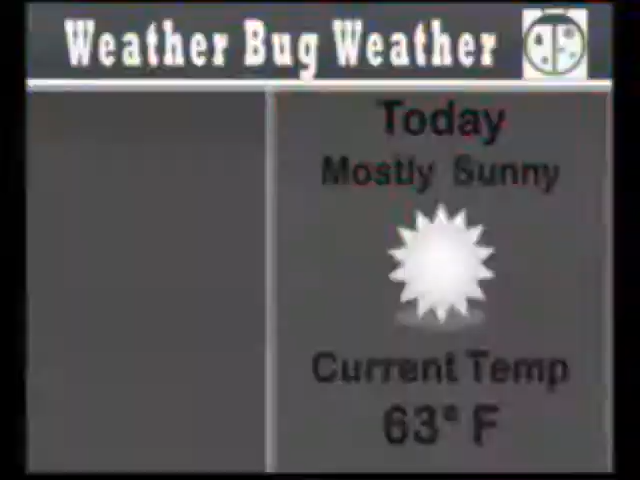 Weather Bug Weather
Today
Mostly Sunny
Current Temp
63° F